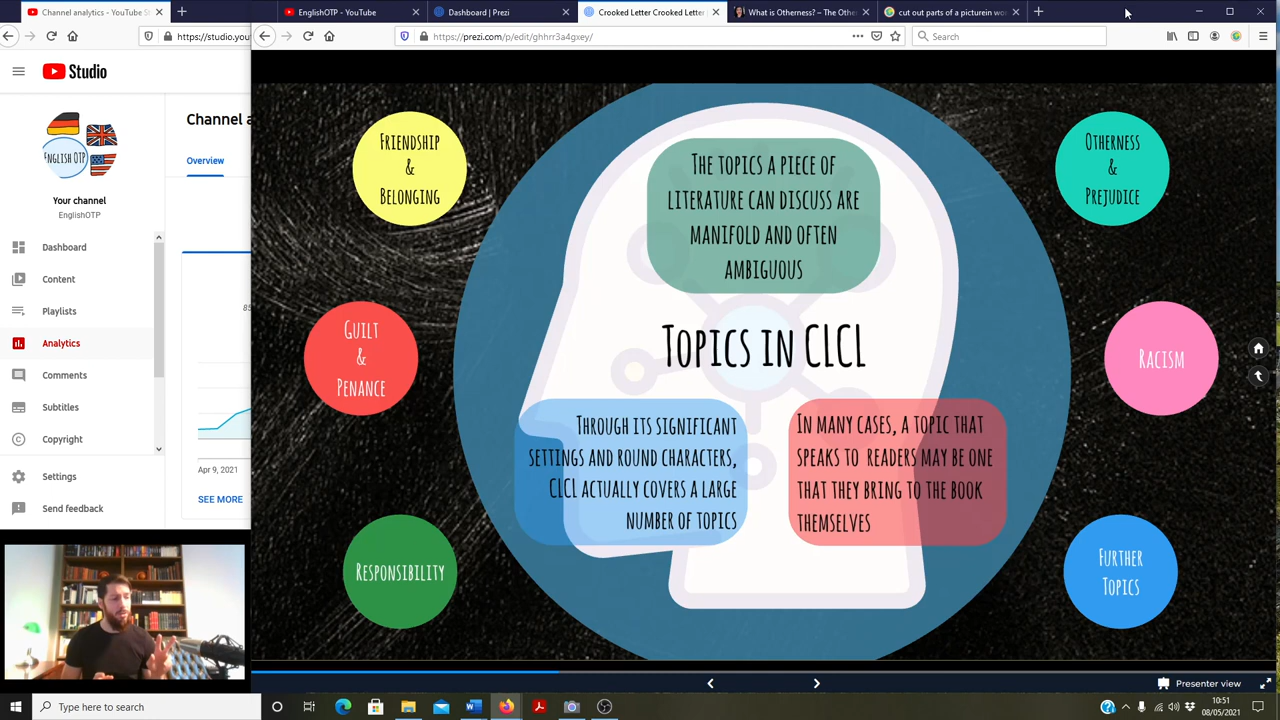 Channel analytics - YouTube St
EnglishOTP - YouTube
Dashboard | Prezi
Crooked Letter Crooked Letter
What is Otherness? – The Othe
cut out parts of a picturein wo
https://studio.you
https://prezi.com/p/edit/ghhrr3a4gxey/
Search
Studio
ENGLISH OTP
Your channel
EnglishOTP
Dashboard
Content
Playlists
Analytics
Comments
Subtitles
Copyright
Settings
Send feedback
Channel a
Overview
Apr 9, 2021
SEE MORE
FRIENDSHIP
&
BELONGING
GUILT
&
PENANCE
RESPONSIBILITY
THE TOPICS A PIECE OF
LITERATURE CAN DISCUSS ARE
MANIFOLD AND OFTEN
AMBIGUOUS
TOPICS IN CLCL
THROUGH ITS SIGNIFICANT
SETTINGS AND ROUND CHARACTERS,
CLCL ACTUALLY COVERS A LARGE
NUMBER OF TOPICS
IN MANY CASES, A TOPIC THAT
SPEAKS TO READERS MAY BE ONE
THAT THEY BRING TO THE BOOK
THEMSELVES
OTHERNESS
&
PREJUDICE
RACISM
FURTHER
TOPICS
Presenter view
Type here to search
10:51
08/05/2021